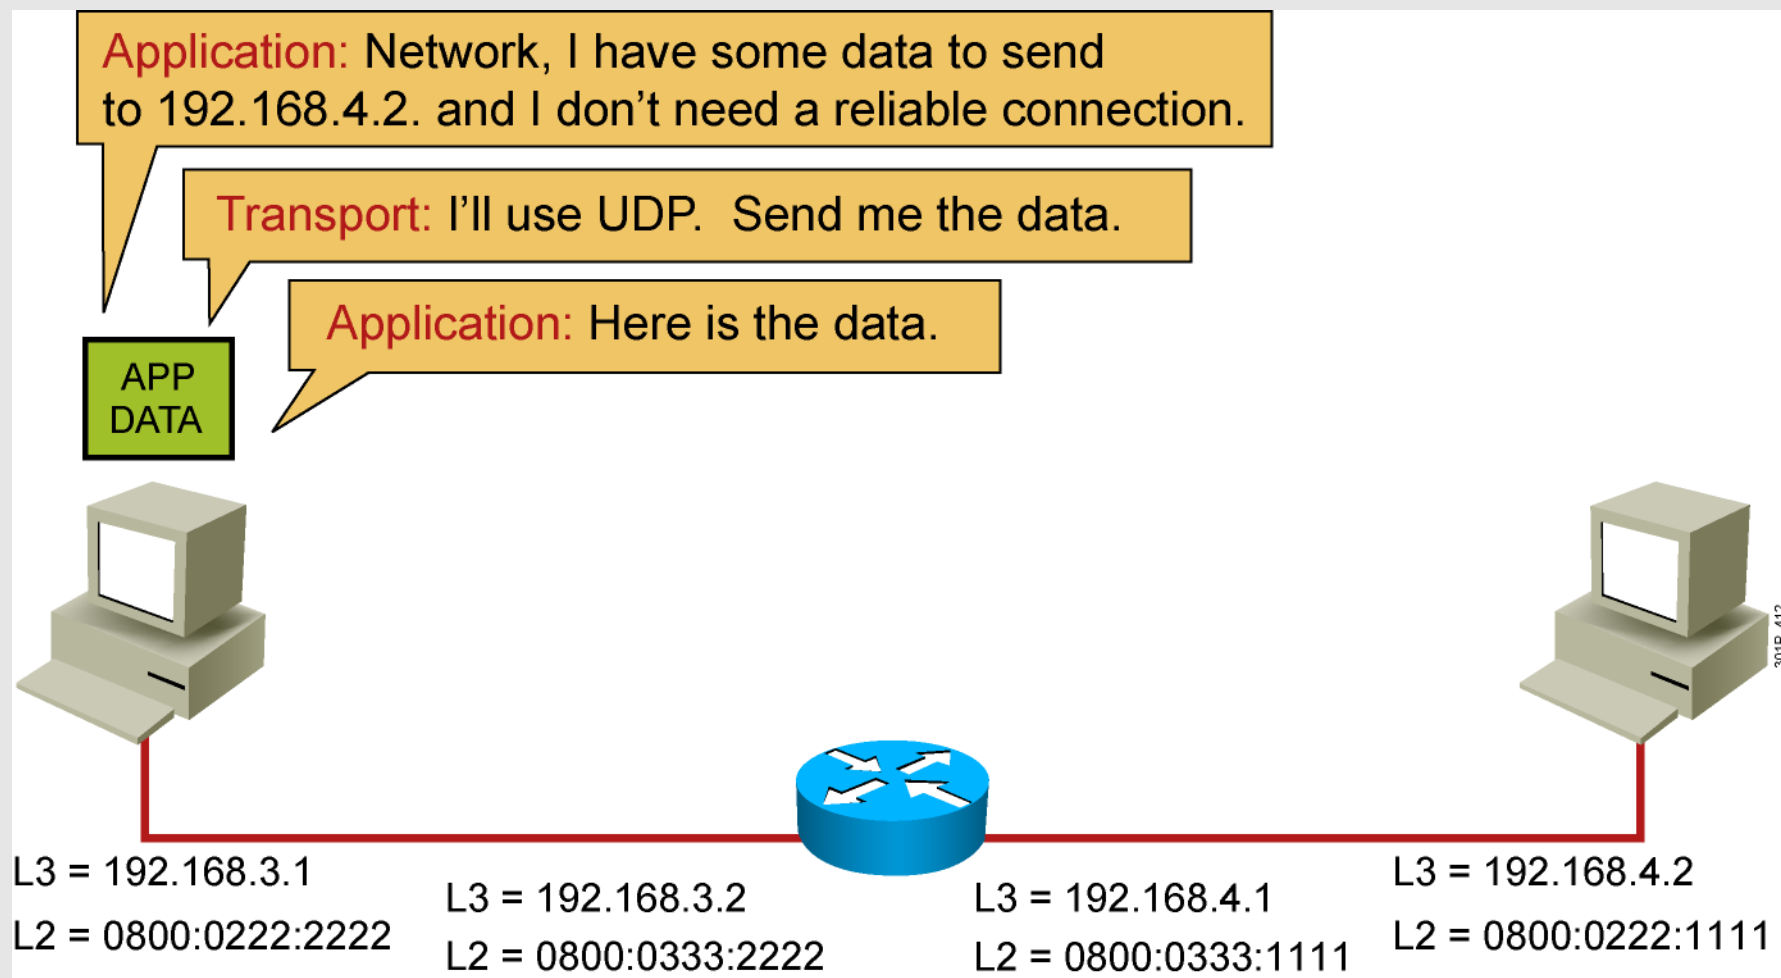 Application: Network, I have some data to send
to 192.168.4.2. and I don't need a reliable connection.
Transport: I'll use UDP.  Send me the data.
Application: Here is the data.
APP
DATA
L3 = 192.168.3.1
L2 = 0800:0222:2222
L3 = 192.168.3.2
L2 = 0800:0333:2222
L3 = 192.168.4.1
L2 = 0800:0333:1111
L3 = 192.168.4.2
L2 = 0800:0222:1111